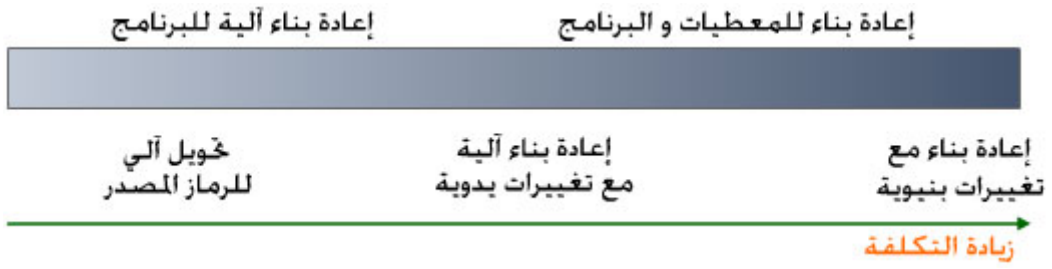 إعادة بناء للمعطيات و البرنامج
إعادة بناء آلية للبرنامج
إعادة بناء مع
تغييرات بنيوية
إعادة بناء آلية
مع تغييرات يدوية
تحويل آلي
للرماز المصدر
زيادة التكلفة